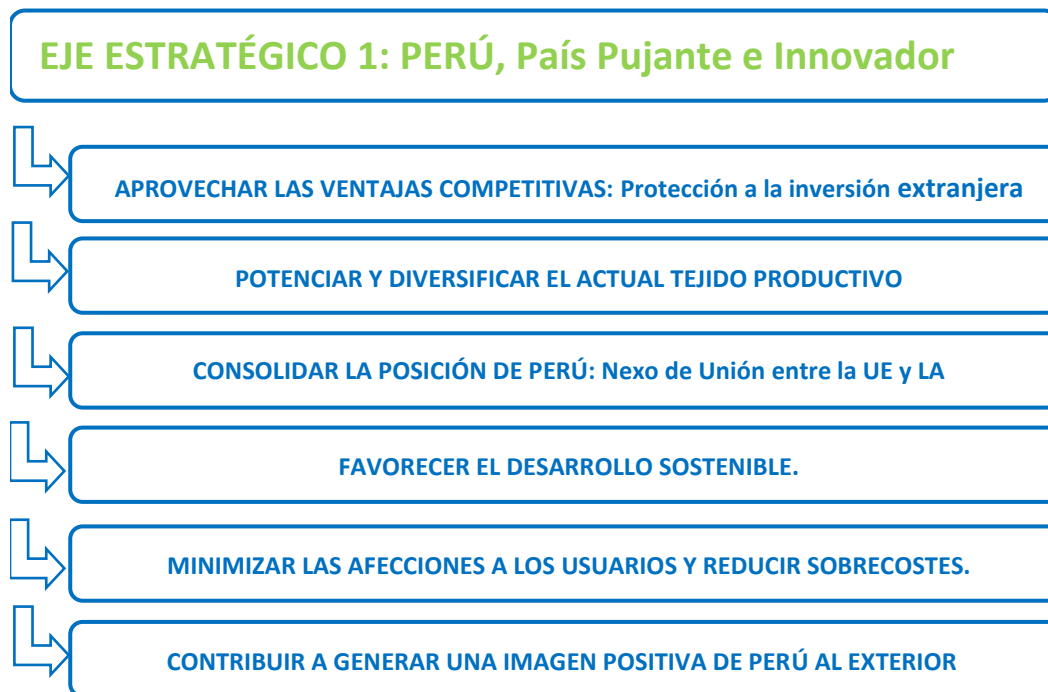 EJE ESTRATÉGICO 1: PERÚ, País Pujante e Innovador
APROVECHAR LAS VENTAJAS COMPETITIVAS: Protección a la inversión extranjera
POTENCIAR Y DIVERSIFICAR EL ACTUAL TEJIDO PRODUCTIVO
CONSOLIDAR LA POSICIÓN DE PERÚ: Nexo de Unión entre la UE y LA
FAVORECER EL DESARROLLO SOSTENIBLE.
MINIMIZAR LAS AFECCIONES A LOS USUARIOS Y REDUCIR SOBRECOSTES.
CONTRIBUIR A GENERAR UNA IMAGEN POSITIVA DE PERÚ AL EXTERIOR